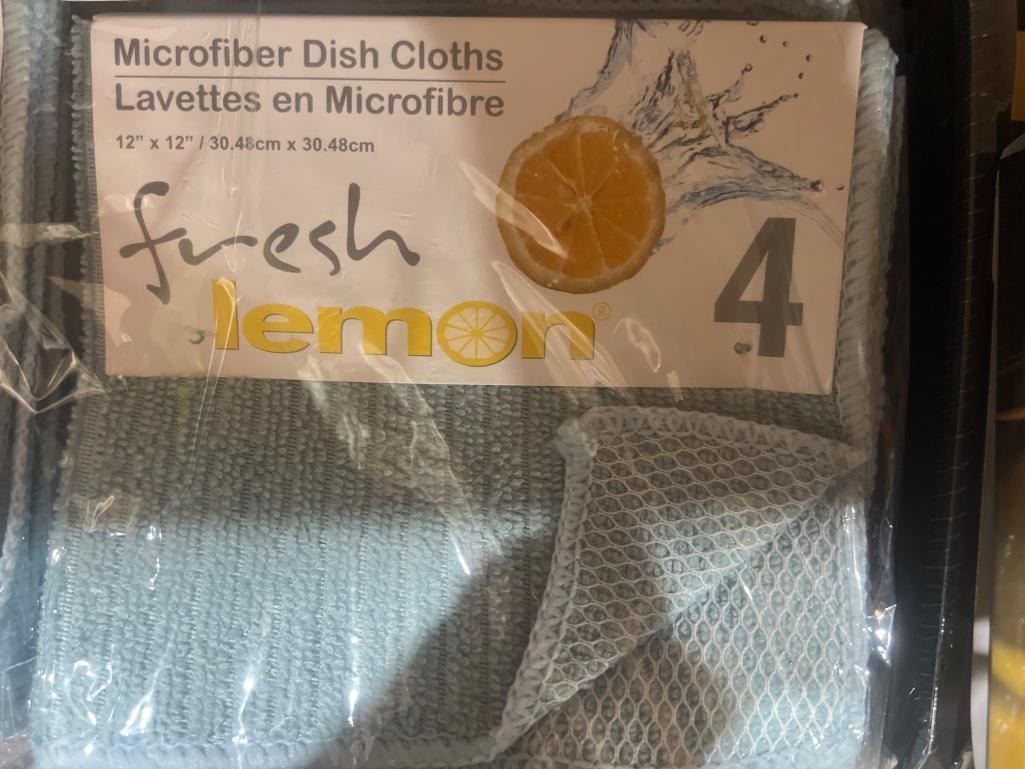 Microfiber Dish Cloths
Lavettes en Microfibre
12” x 12” / 30.48cm x 30.48cm
fresh
lemon®
4